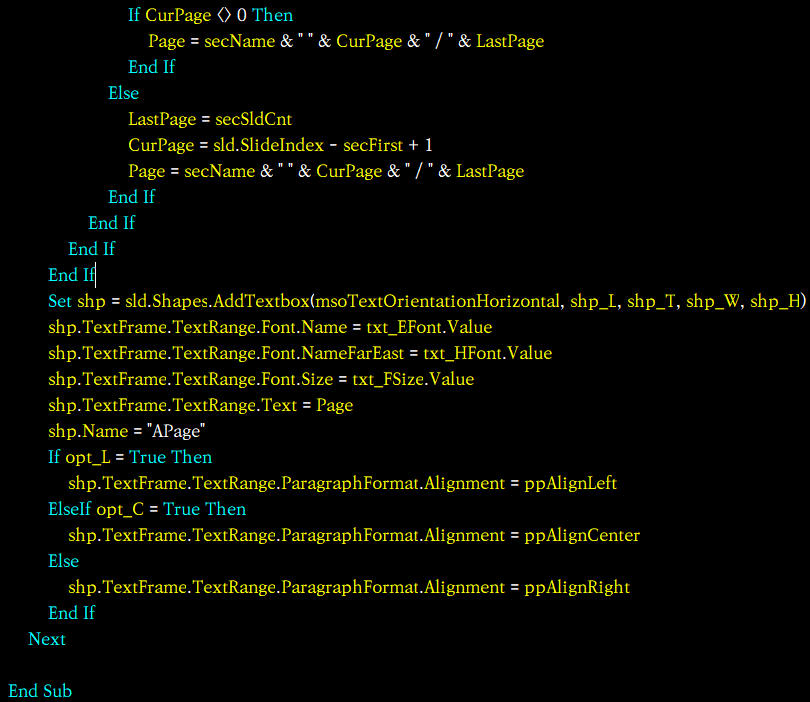 If CurPage <> 0 Then
Page = secName & " " & CurPage & " / " & LastPage
End If
Else
LastPage = secSldCnt
CurPage = sld.SlideIndex - secFirst + 1
Page = secName & " " & CurPage & " / " & LastPage
End If
End If
End If
End If
Set shp = sld.Shapes.AddTextbox(msoTextOrientationHorizontal, shp_L, shp_T, shp_W, shp_H)
shp.TextFrame.TextRange.Font.Name = txt_EFont.Value
shp.TextFrame.TextRange.Font.NameFarEast = txt_HFont.Value
shp.TextFrame.TextRange.Font.Size = txt_FSize.Value
shp.TextFrame.TextRange.Text = Page
shp.Name = "APage"
If opt_L = True Then
shp.TextFrame.TextRange.ParagraphFormat.Alignment = ppAlignLeft
ElseIf opt_C = True Then
shp.TextFrame.TextRange.ParagraphFormat.Alignment = ppAlignCenter
Else
shp.TextFrame.TextRange.ParagraphFormat.Alignment = ppAlignRight
End If
Next
End Sub